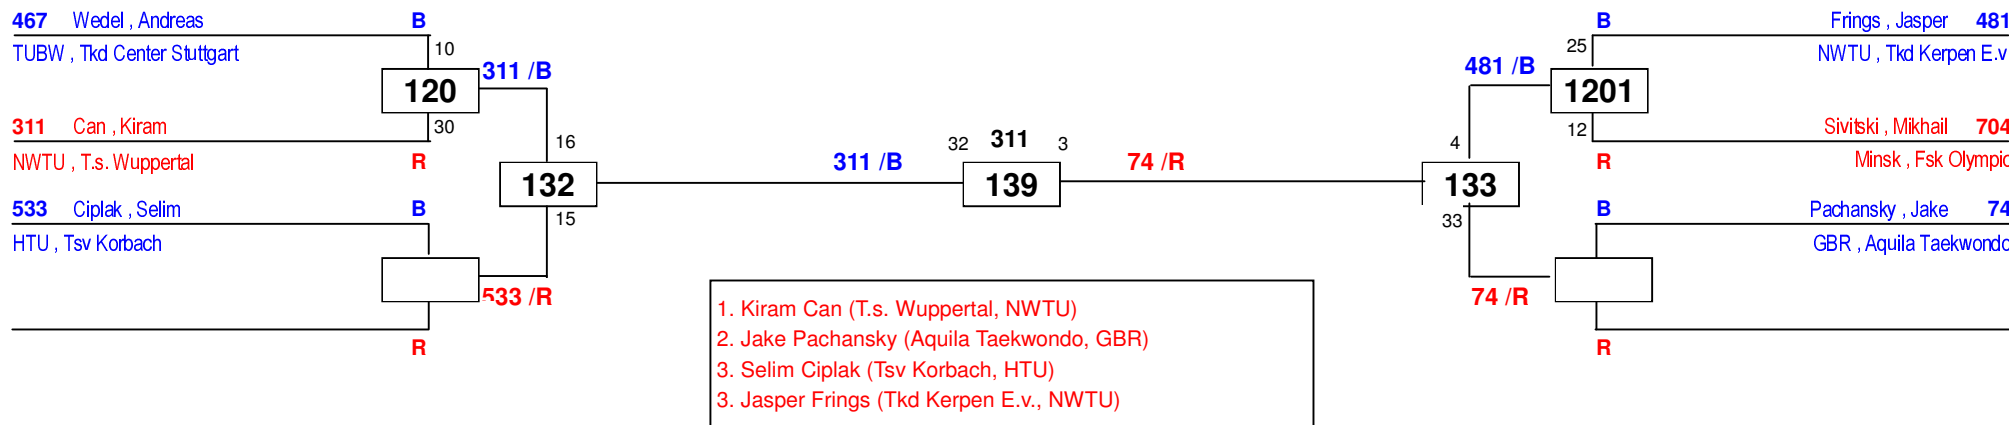 467 Wedel , Andreas B
TUBW , Tkd Center Stuttgart
10
120
311 /B
30
311 Can , Kiram
NWTU , T.s. Wuppertal R
16
132
15
533 Ciplak , Selim B
HTU , Tsv Korbach
533 /R
R
311 /B
32 311 3
139
74 /R
B Frings , Jasper 481
25
NWTU , Tkd Kerpen E.v
481 /B
1201
12
Sivitski , Mikhail 704
R Minsk , Fsk Olympic
4
133
33
B Pachansky , Jake 74
GBR , Aquila Taekwondo
74 /R
R
1. Kiram Can (T.s. Wuppertal, NWTU)
2. Jake Pachansky (Aquila Taekwondo, GBR)
3. Selim Ciplak (Tsv Korbach, HTU)
3. Jasper Frings (Tkd Kerpen E.v., NWTU)